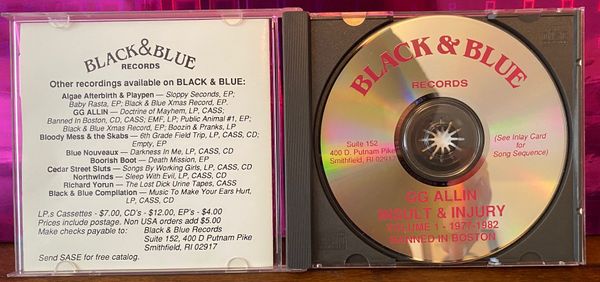 BLACK & BLUE
RECORDS
Other recordings available on BLACK & BLUE:
Algae Afterbirth & Playpen — Sloppy Seconds, EP;
Baby Rasta, EP; Black & Blue Xmas Record, EP.
GG ALLIN — Doctrine of Mayhem, LP, CASS;
Banned In Boston, CD, CASS; EMF, LP; Public Animal #1, EP;
Black & Blue Xmas Record, EP; Boozin & Pranks, LP
Bloody Mess & the Skabs — 6th Grade Field Trip, LP, CASS, CD;
Empty, EP
Blue Nouveaux — Darkness In Me, LP, CASS, CD
Boorish Boot — Death Mission, EP
Cedar Street Sluts — Songs By Working Girls, LP, CASS, CD
Northwinds — Sleep With Evil, LP, CASS, CD
Richard Yorun — The Lost Dick Urine Tapes, CASS
Black & Blue Compilation — Music To Make Your Ears Hurt,
LP, CASS, CD
LP.s Cassettes - $7.00, CD's - $12.00, EP's - $4.00
Prices include postage. Non USA orders add $5.00
Make checks payable to: Black & Blue Records
Suite 152, 400 D Putnam Pike
Smithfield, RI 02917
Send SASE for free catalog.
BLACK & BLUE
RECORDS
Suite 152
400 D. Putnam Pike
Smithfield, RI 02917
(See Inlay Card
for
Song Sequence)
GG ALLIN
INSULT & INJURY
VOLUME 1 - 1977-1982
BANNED IN BOSTON